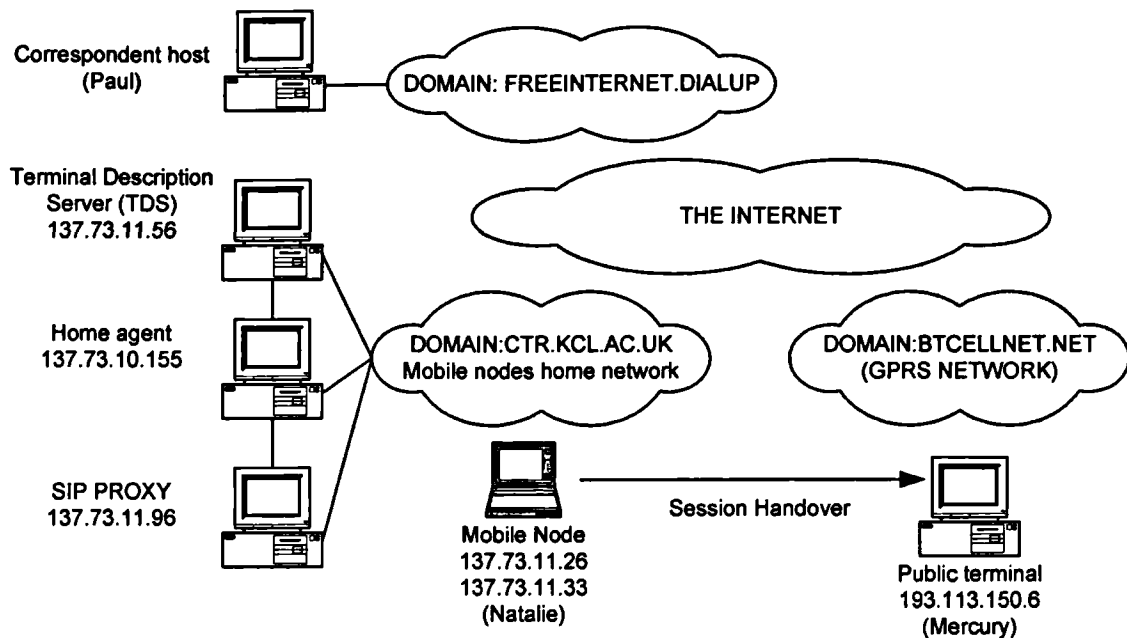 Correspondent host
(Paul)
DOMAIN: FREEINTERNET.DIALUP
Terminal Description
Server (TDS)
137.73.11.56
THE INTERNET
Home agent
137.73.10.155
DOMAIN:CTR.KCL.AC.UK
Mobile nodes home network
DOMAIN:BTCELLNET.NET
(GPRS NETWORK)
SIP PROXY
137.73.11.96
Session Handover
Mobile Node
137.73.11.26
137.73.11.33
(Natalie)
Public terminal
193.113.150.6
(Mercury)